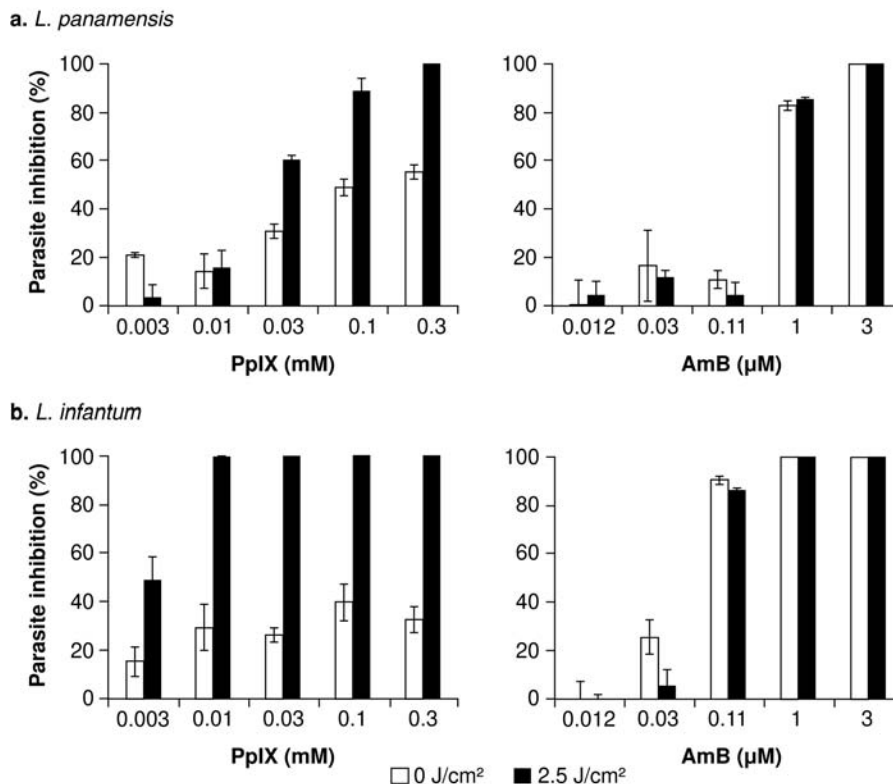 a. L. panamensis
Parasite inhibition (%)
100
80
60
40
20
0
0.003 0.01 0.03 0.1 0.3
PpIX (mM)
100
80
60
40
20
0
0.012 0.03 0.11 1 3
AmB (µM)
b. L. infantum
Parasite inhibition (%)
100
80
60
40
20
0
0.003 0.01 0.03 0.1 0.3
PpIX (mM)
100
80
60
40
20
0
0.012 0.03 0.11 1 3
AmB (µM)
0 J/cm² 2.5 J/cm²